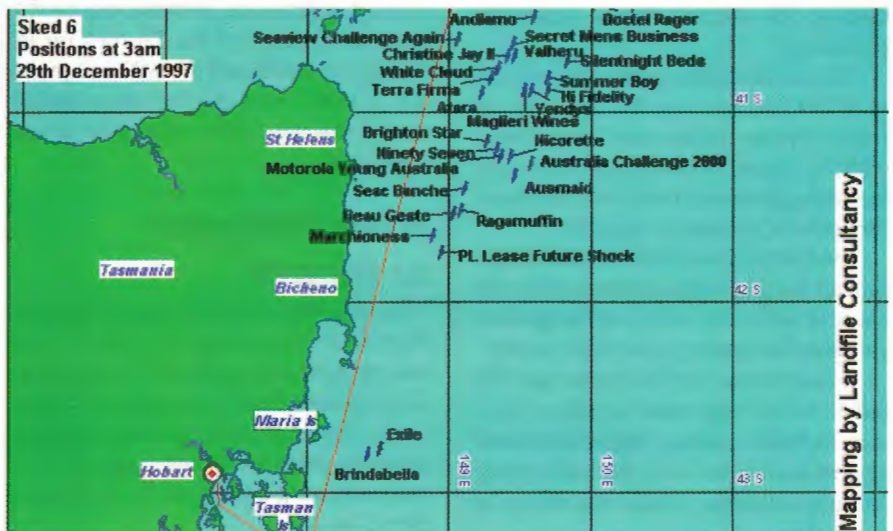 Sked 6
Positions at 3am
29th December 1997
Andiamo
Doctel Rager
Seaview Challenge Again
Secret Mens Business
Christine Jay II
Valheru
Silentnight Beds
White Cloud
Summer Boy
Terra Firma
Hi Fidelity
Atara
Vendys
41 S
Maglieri Wines
Brighton Star
Nicorette
St Helens
Ninety Seven
Australia Challenge 2000
Motorola Young Australia
Ausmaid
Seac Banche
Beau Geste
Ragamuffin
Marchioness
PL Lease Future Shock
Tasmania
Bicheno
42 S
Maria Is
Exile
Hobart
Brindabella
149 E
150 E
43 S
Tasman
Is
Mapping by Landfile Consultancy